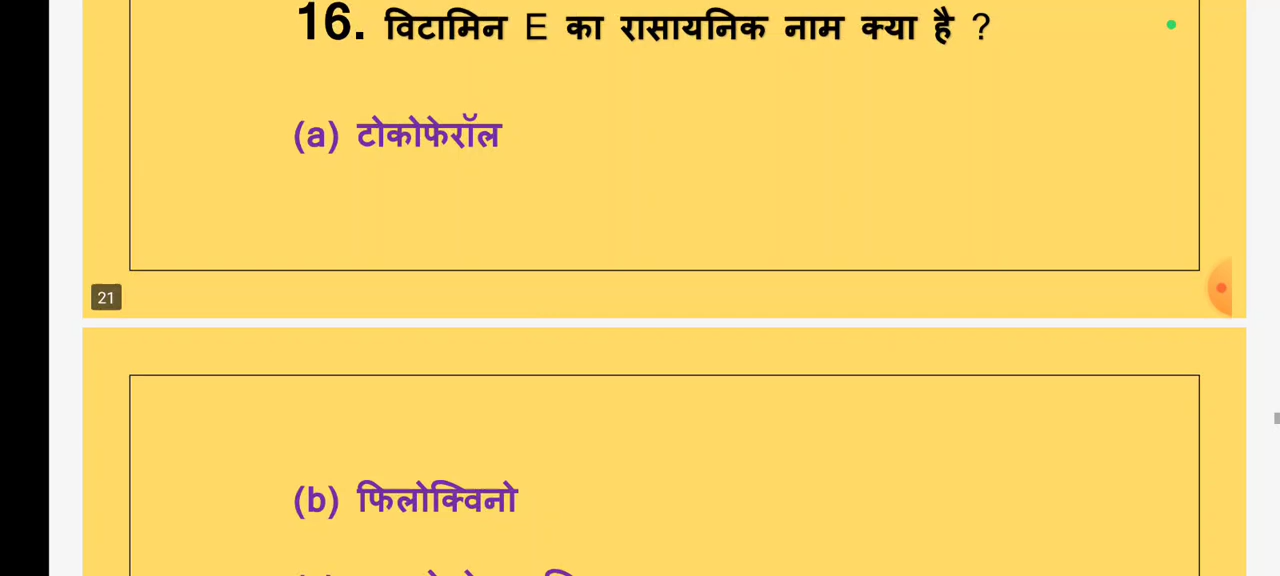 16. विटामिन E का रासायनिक नाम क्या है ?
(a) टोकोफेरॉल
21
(b) फिलोक्विनो